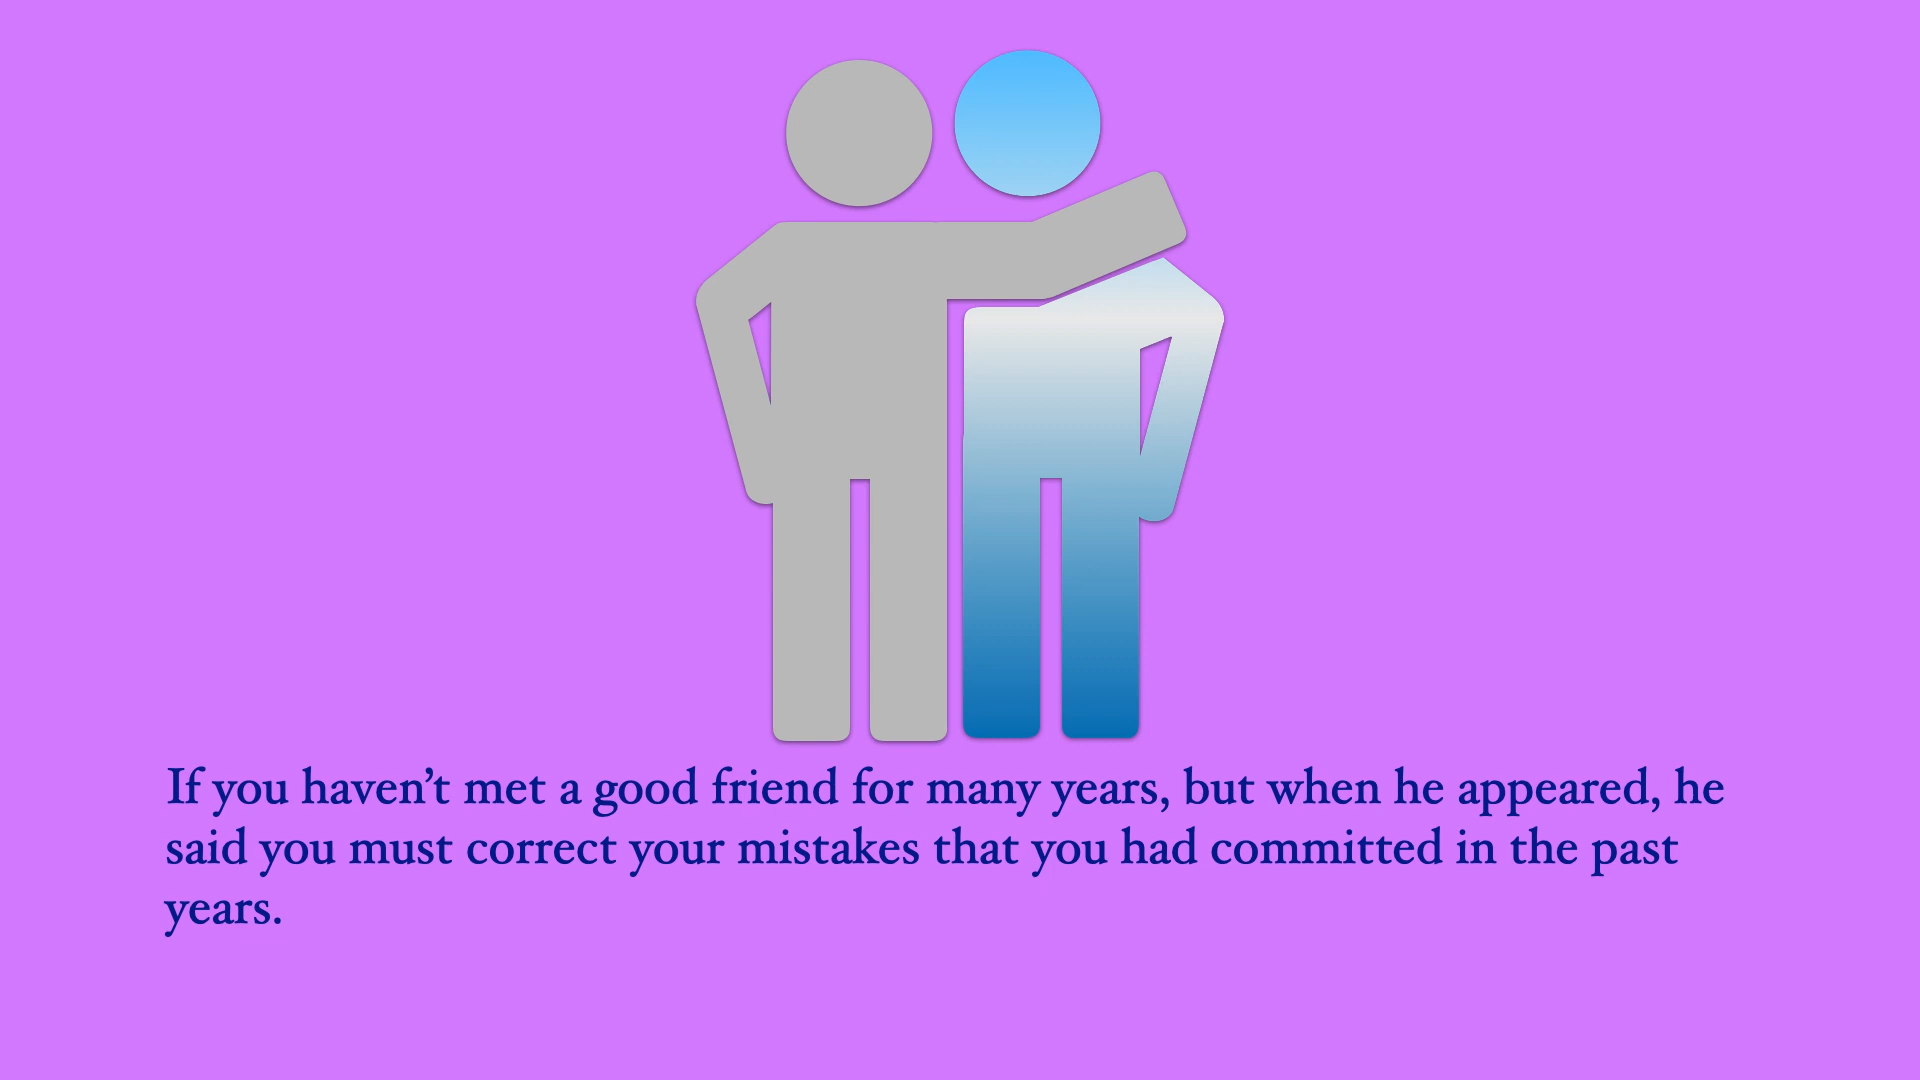 If you haven’t met a good friend for many years, but when he appeared, he
said you must correct your mistakes that you had committed in the past
years.